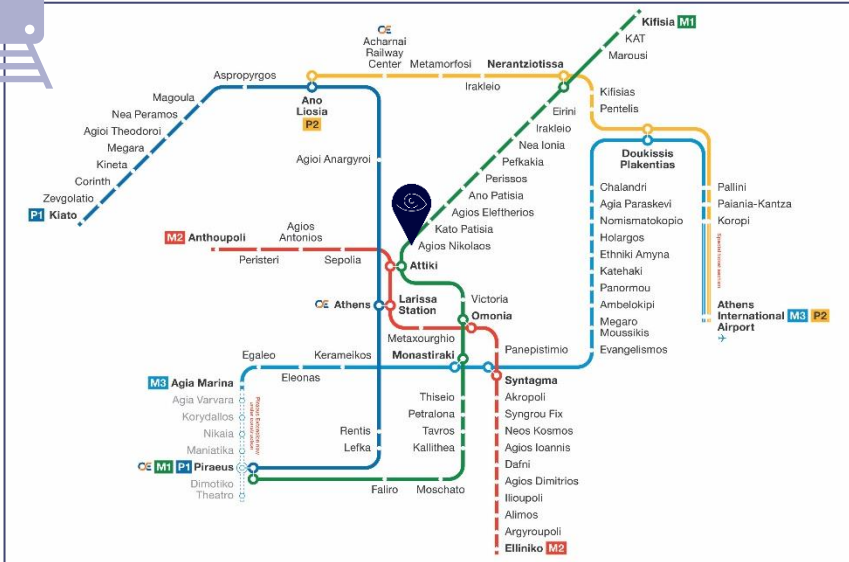 Kifisia M1
KAT
Marousi
OE
Acharnai
Railway
Center
Metamorfosi
Nerantziotissa
Irakleio
Aspropyrgos
Ano
Liosia
P2
Magoula
Nea Peramos
Agioi Theodoroi
Megara
Kineta
Corinth
Zevgolatio
P1 Kiato
Agioi Anargyroi
Kifisias
Pentelis
Eirini
Irakleio
Nea Ionia
Pefkakia
Perissos
Ano Patisia
Agios Eleftherios
Kato Patisia
Agios Nikolaos
Attiki
Doukissis
Plakentias
Chalandri
Agia Paraskevi
Nomismatokopio
Holargos
Ethniki Amyna
Katehaki
Panormou
Ambelokipi
Megaro
Moussikis
Evangelismos
Pallini
Paiania-Kantza
Koropi
Athens
International M3 P2
Airport
M2 Anthoupoli
Peristeri
Agios
Antonios
Sepolia
OE Athens
Larissa
Station
Victoria
Omonia
Metaxourghio
Panepistimio
Monastiraki
Egaleo
Kerameikos
Eleonas
M3 Agia Marina
Agia Varvara
Korydallos
Nikaia
Maniatika
OE M1 P1 Piraeus
Dimotiko
Theatro
Rentis
Lefka
Faliro
Moschato
Thiseio
Petralona
Tavros
Kallithea
Syntagma
Akropoli
Syngrou Fix
Neos Kosmos
Agios Ioannis
Dafni
Agios Dimitrios
Ilioupoli
Alimos
Argyroupoli
Elliniko M2